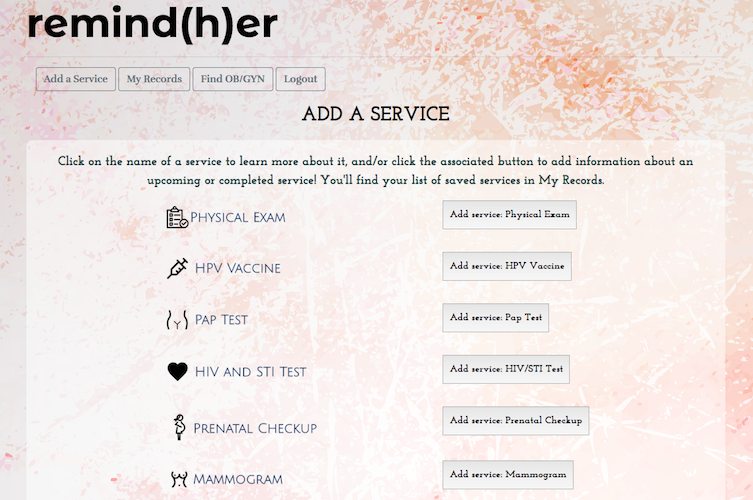 remind(h)er
Add a Service My Records Find OB/GYN Logout
ADD A SERVICE
Click on the name of a service to learn more about it, and/or click the associated button to add information about an
upcoming or completed service! You'll find your list of saved services in My Records.
Physical Exam Add service: Physical Exam
HPV Vaccine Add service: HPV Vaccine
Pap Test Add service: Pap Test
HIV and STI Test Add service: HIV/STI Test
Prenatal Checkup Add service: Prenatal Checkup
Mammogram Add service: Mammogram